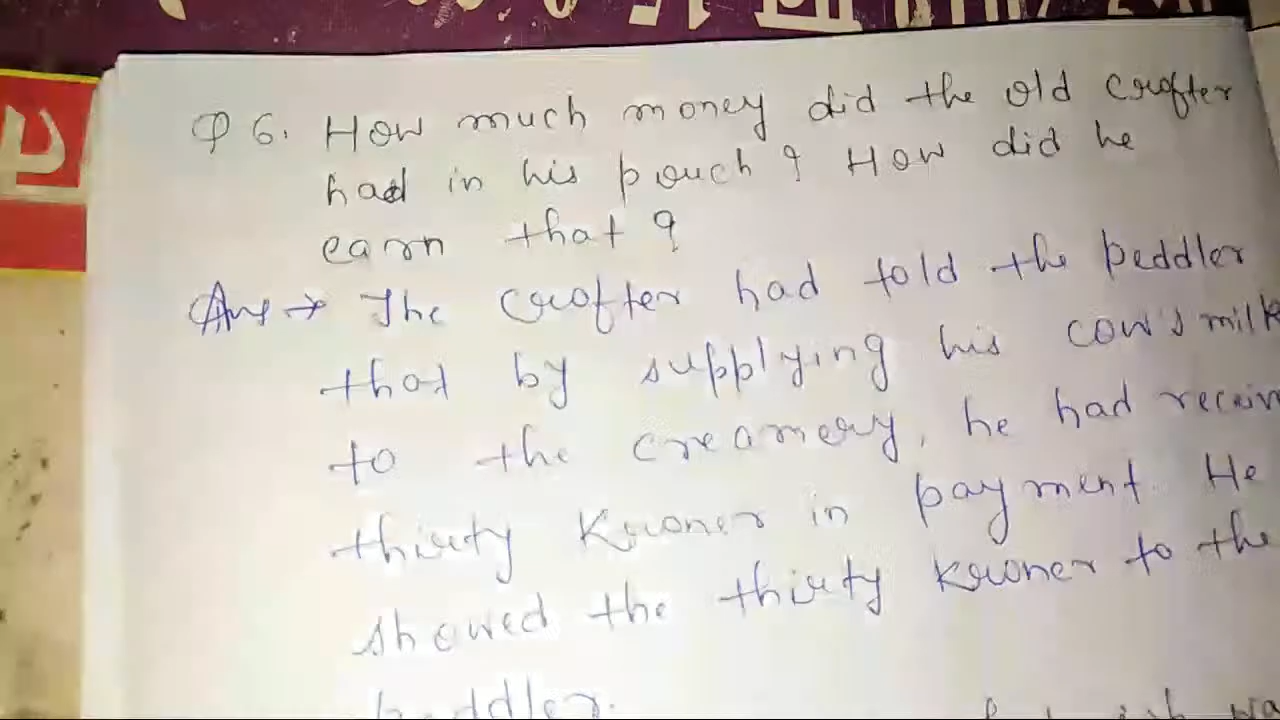 Q 6. How much money did the old crofter
had in his pouch ? How did he
earn that ?
Ans → The crofter had told the peddler
that by supplying his cow's milk
to the creamery, he had receiv
thirty Kroner in payment. He
showed the thirty kroner to the
peddler.